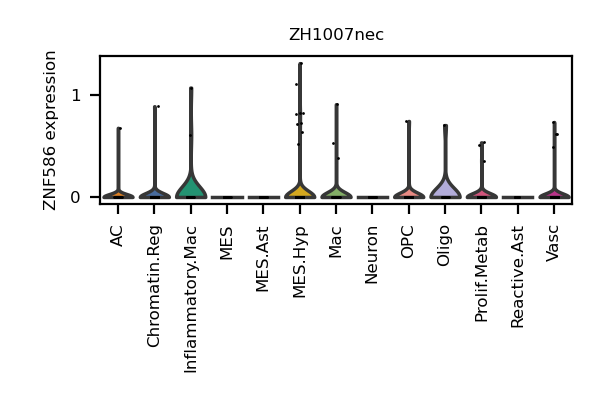 ZH1007nec
ZNF586 expression
1
0
AC
Chromatin.Reg
Inflammatory.Mac
MES
MES.Ast
MES.Hyp
Mac
Neuron
OPC
Oligo
Prolif.Metab
Reactive.Ast
Vasc